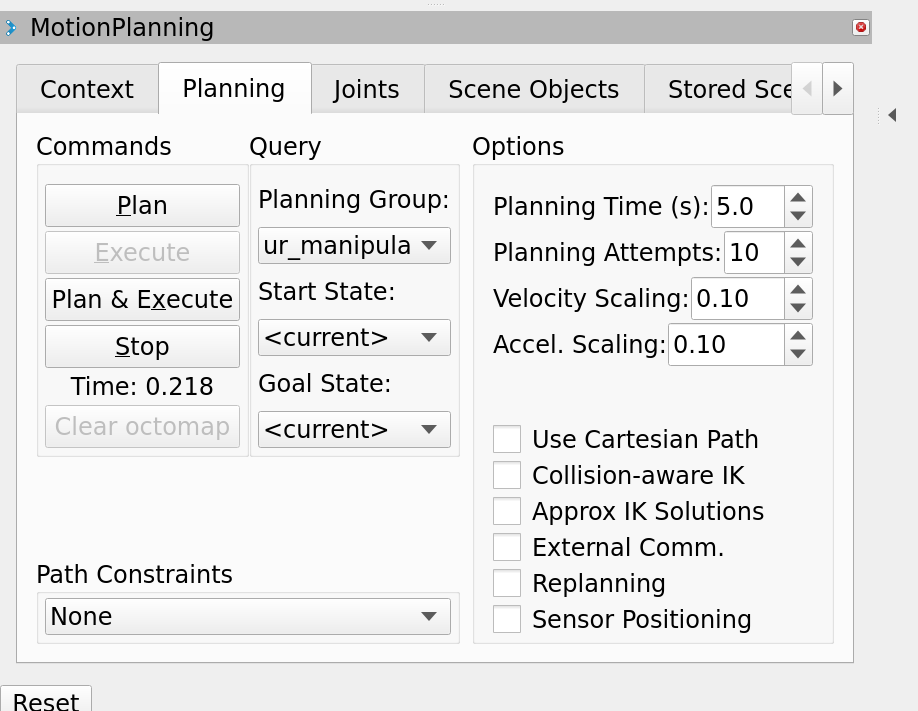 MotionPlanning
Context
Planning
Joints
Scene Objects
Stored Sce
Commands
Plan
Execute
Plan & Execute
Stop
Time: 0.218
Clear octomap
Query
Planning Group:
ur_manipula
Start State:
<current>
Goal State:
<current>
Path Constraints
None
Options
Planning Time (s): 5.0
Planning Attempts: 10
Velocity Scaling: 0.10
Accel. Scaling: 0.10
Use Cartesian Path
Collision-aware IK
Approx IK Solutions
External Comm.
Replanning
Sensor Positioning
Reset